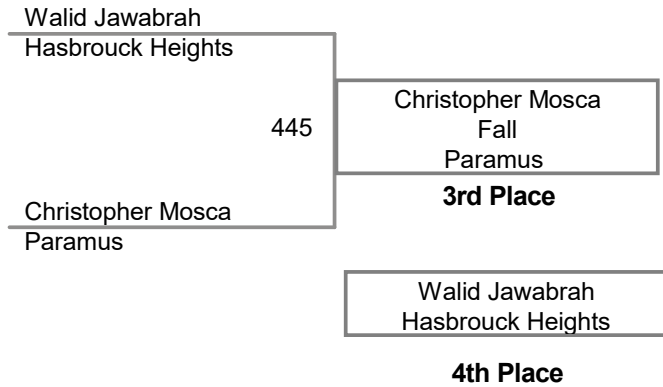 Walid Jawabrah
Hasbrouck Heights
445
Christopher Mosca
Fall
Paramus
3rd Place
Christopher Mosca
Paramus
Walid Jawabrah
Hasbrouck Heights
4th Place